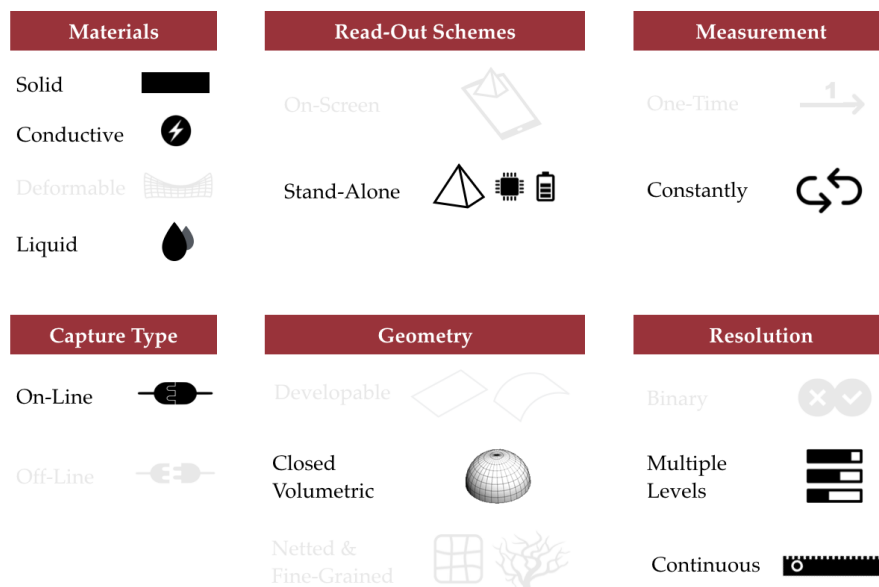 Materials
Solid
Conductive
Deformable
Liquid
Read-Out Schemes
On-Screen
Stand-Alone
Measurement
1
One-Time
Constantly
Capture Type
On-Line
Off-Line
Geometry
Developable
Closed
Volumetric
Netted &
Fine-Grained
Resolution
Binary
Multiple
Levels
Continuous